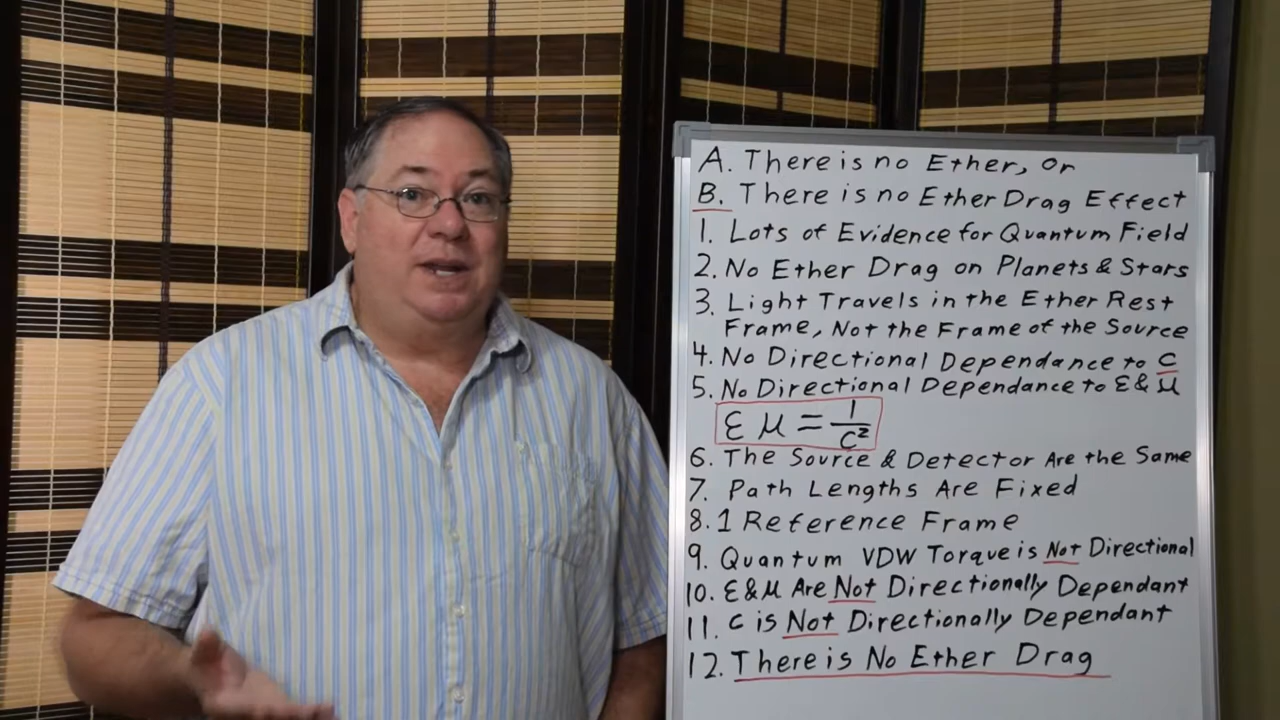 A. There is no Ether, or
B. There is no Ether Drag Effect
1. Lots of Evidence for Quantum Field
2. No Ether Drag on Planets & Stars
3. Light Travels in the Ether Rest
Frame, Not the Frame of the Source
4. No Directional Dependance to c
5. No Directional Dependance to ε & μ
ε μ = 1/c²
6. The Source & Detector Are the Same
7. Path Lengths Are Fixed
8. 1 Reference Frame
9. Quantum VDW Torque is Not Directional
10. ε & μ Are Not Directionally Dependant
11. c is Not Directionally Dependant
12. There is No Ether Drag